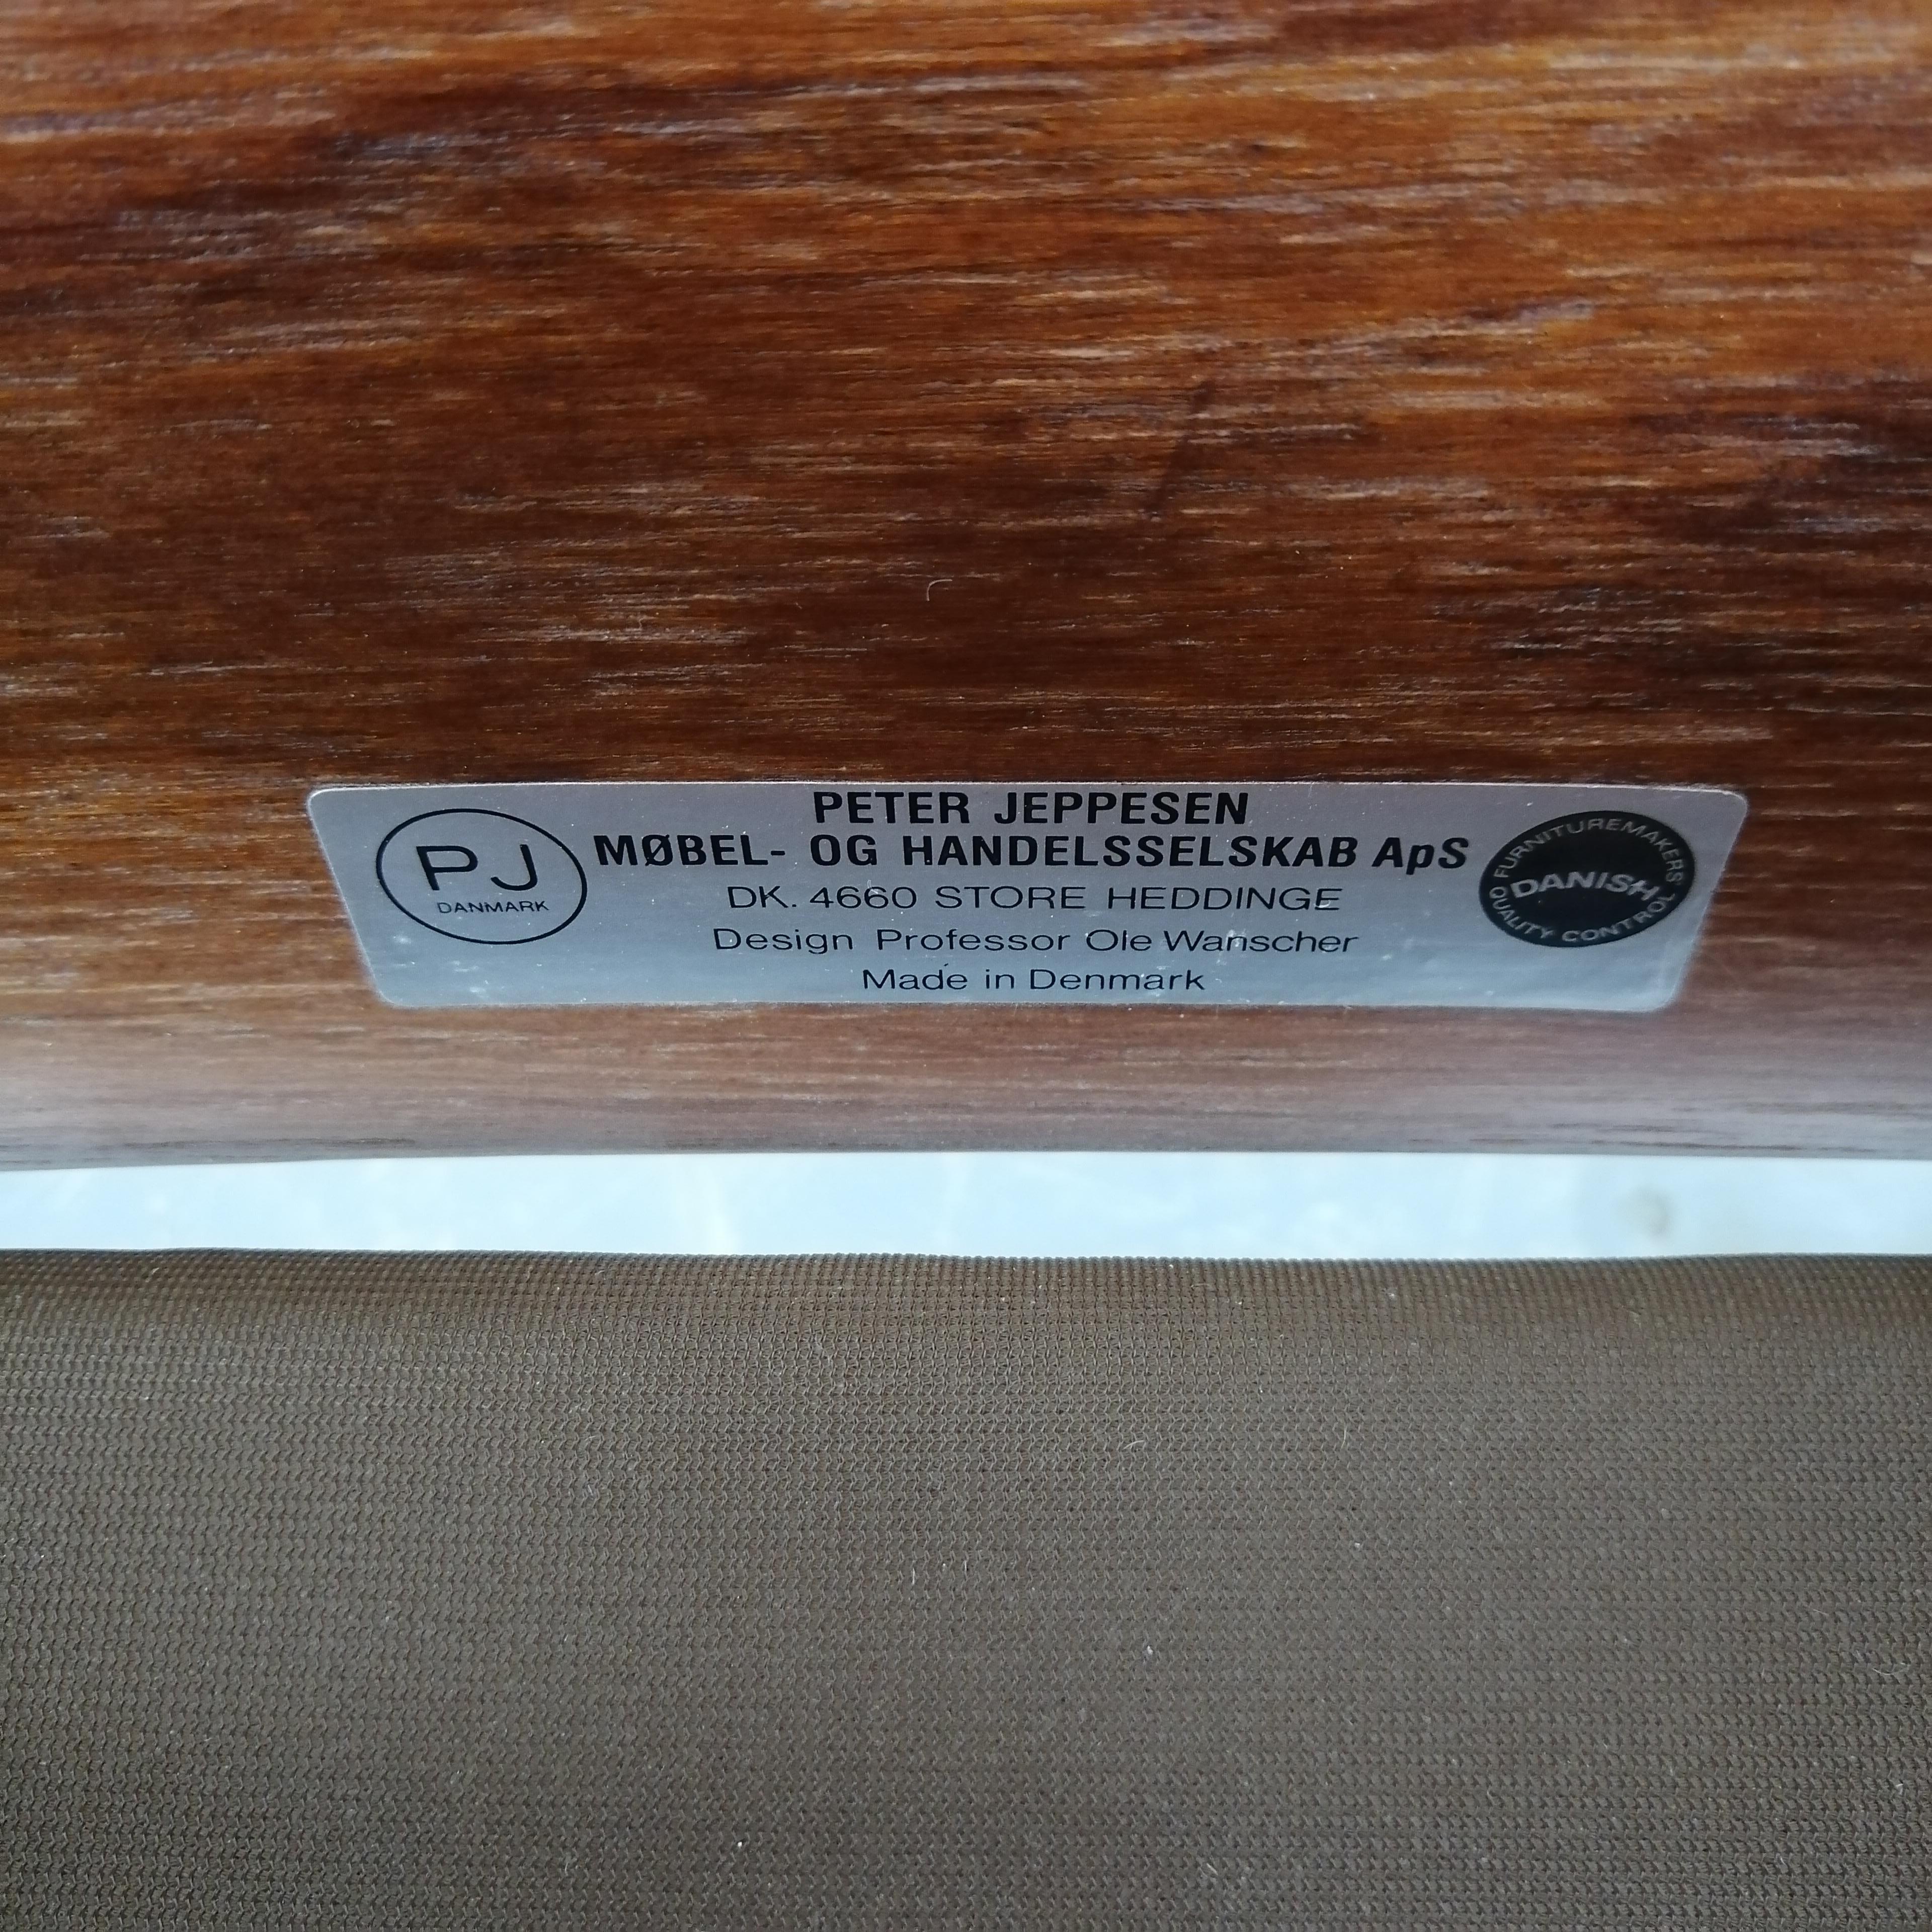 PJ
DANMARK
PETER JEPPESEN
MØBEL- OG HANDELSSELSKAB ApS
DK. 4660 STORE HEDDINGE
Design Professor Ole Wanscher
Made in Denmark
FURNITUREMAKERS'
DANISH
QUALITY CONTROL